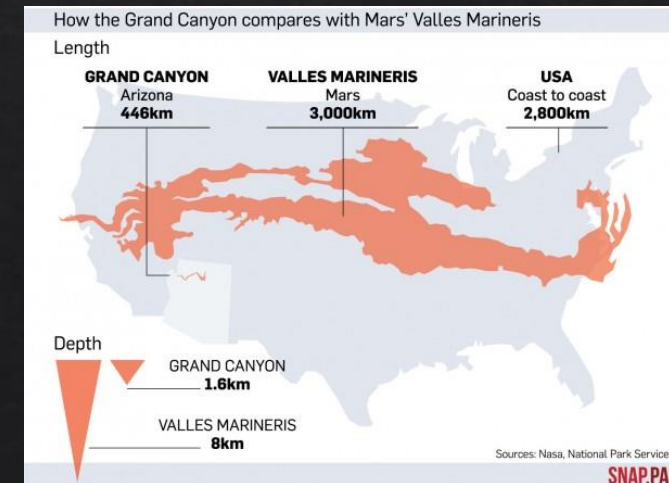 How the Grand Canyon compares with Mars' Valles Marineris
Length
GRAND CANYON
Arizona
446km
VALLES MARINERIS
Mars
3,000km
USA
Coast to coast
2,800km
Depth
GRAND CANYON
1.6km
VALLES MARINERIS
8km
Sources: Nasa, National Park Service
SNAP.PA